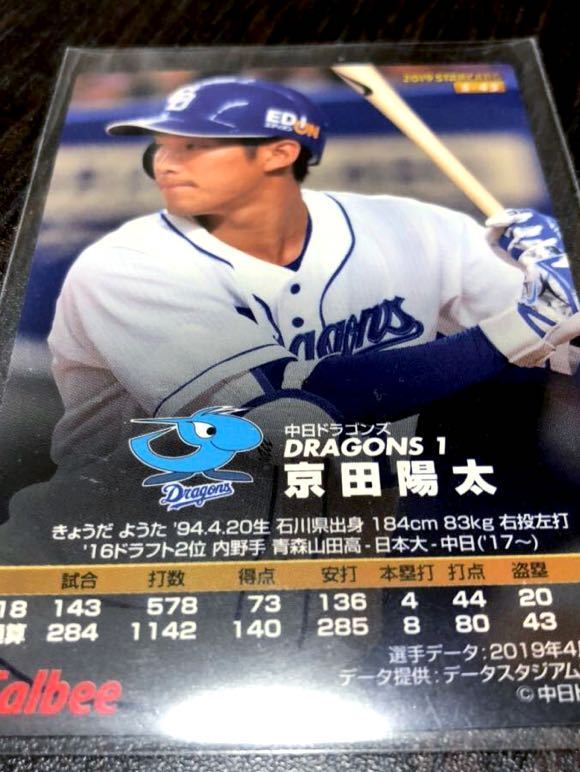 2019 STARCARD
S-43
EDION
エディオン
Dragons
中日ドラゴンズ
DRAGONS 1
京田陽太
Dragons
きょうだ ようた '94.4.20生 石川県出身 184cm 83kg 右投左打
'16ドラフト2位 内野手 青森山田高-日本大-中日('17〜)
試合 打数 得点 安打 本塁打 打点 盗塁
18 143 578 73 136 4 44 20
算 284 1142 140 285 8 80 43
選手データ:2019年4
データ提供:データスタジアム
Calbee
©中日